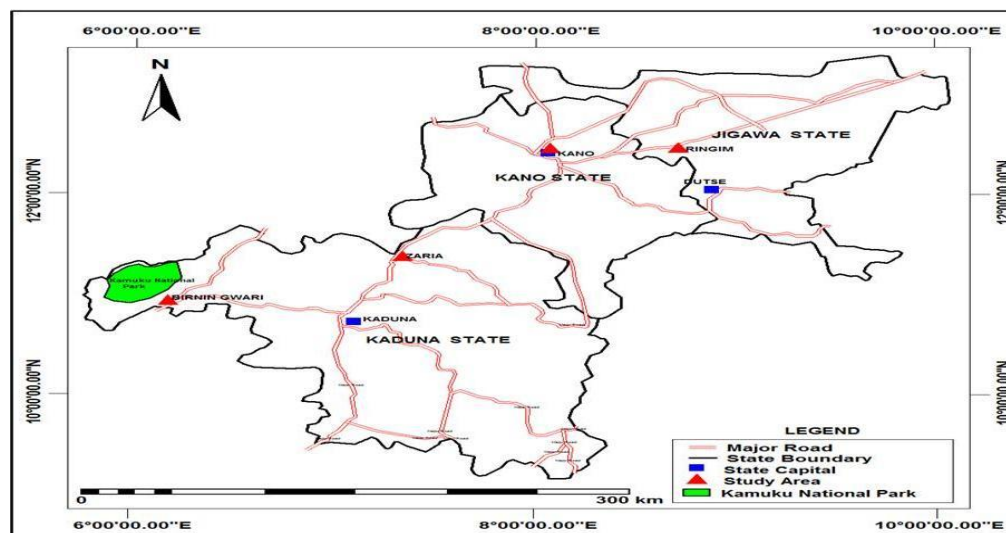 6°00'00.00"E 8°00'00.00"E 10°00'00.00"E
N
JIGAWA STATE
KANO
RINGIM
KANO STATE
DUTSE
12°00'00.00"N
12°00'00.00"N
ZARIA
Kamuku National
Park
BIRNIN GWARI
KADUNA
KADUNA STATE
10°00'00.00"N
10°00'00.00"N
LEGEND
Major Road
State Boundary
State Capital
Study Area
Kamuku National Park
0 300 km
6°00'00.00"E 8°00'00.00"E 10°00'00.00"E